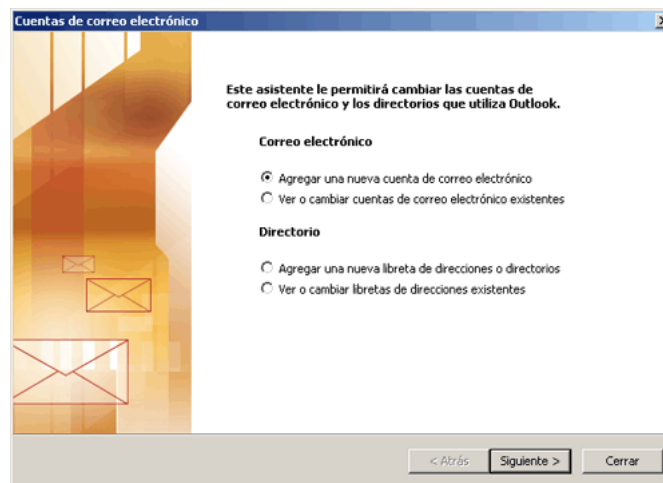 Cuentas de correo electrónico
Este asistente le permitirá cambiar las cuentas de
correo electrónico y los directorios que utiliza Outlook.
Correo electrónico
Agregar una nueva cuenta de correo electrónico
Ver o cambiar cuentas de correo electrónico existentes
Directorio
Agregar una nueva libreta de direcciones o directorios
Ver o cambiar libretas de direcciones existentes
< Atrás Siguiente > Cerrar